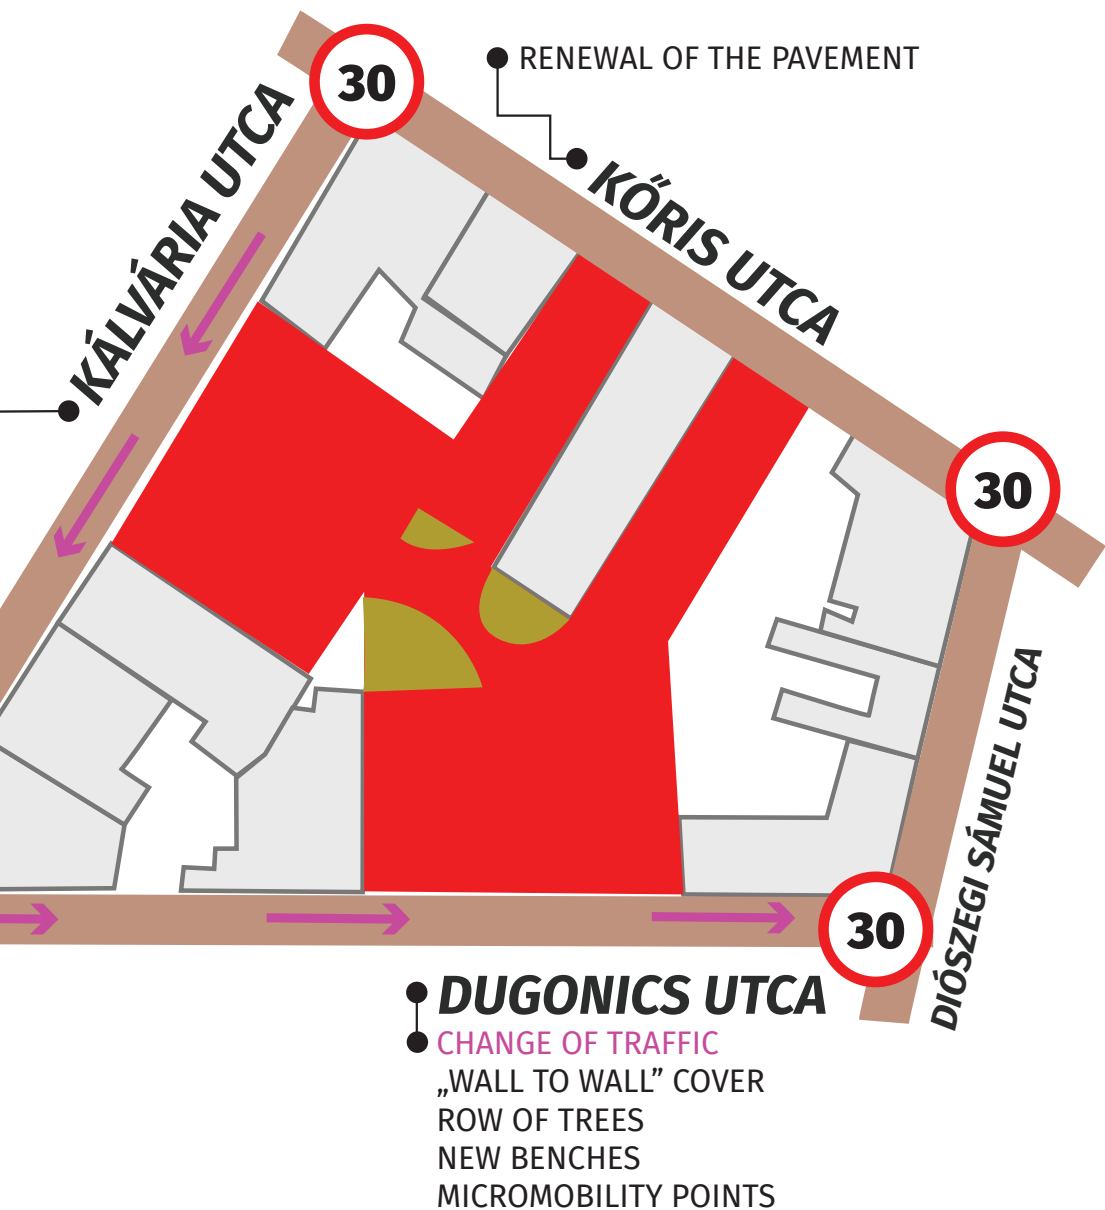 30
RENEWAL OF THE PAVEMENT
KÁLVÁRIA UTCA
KŐRIS UTCA
30
DIÓSZEGI SÁMUEL UTCA
30
DUGONICS UTCA
CHANGE OF TRAFFIC
„WALL TO WALL” COVER
ROW OF TREES
NEW BENCHES
MICROMOBILITY POINTS